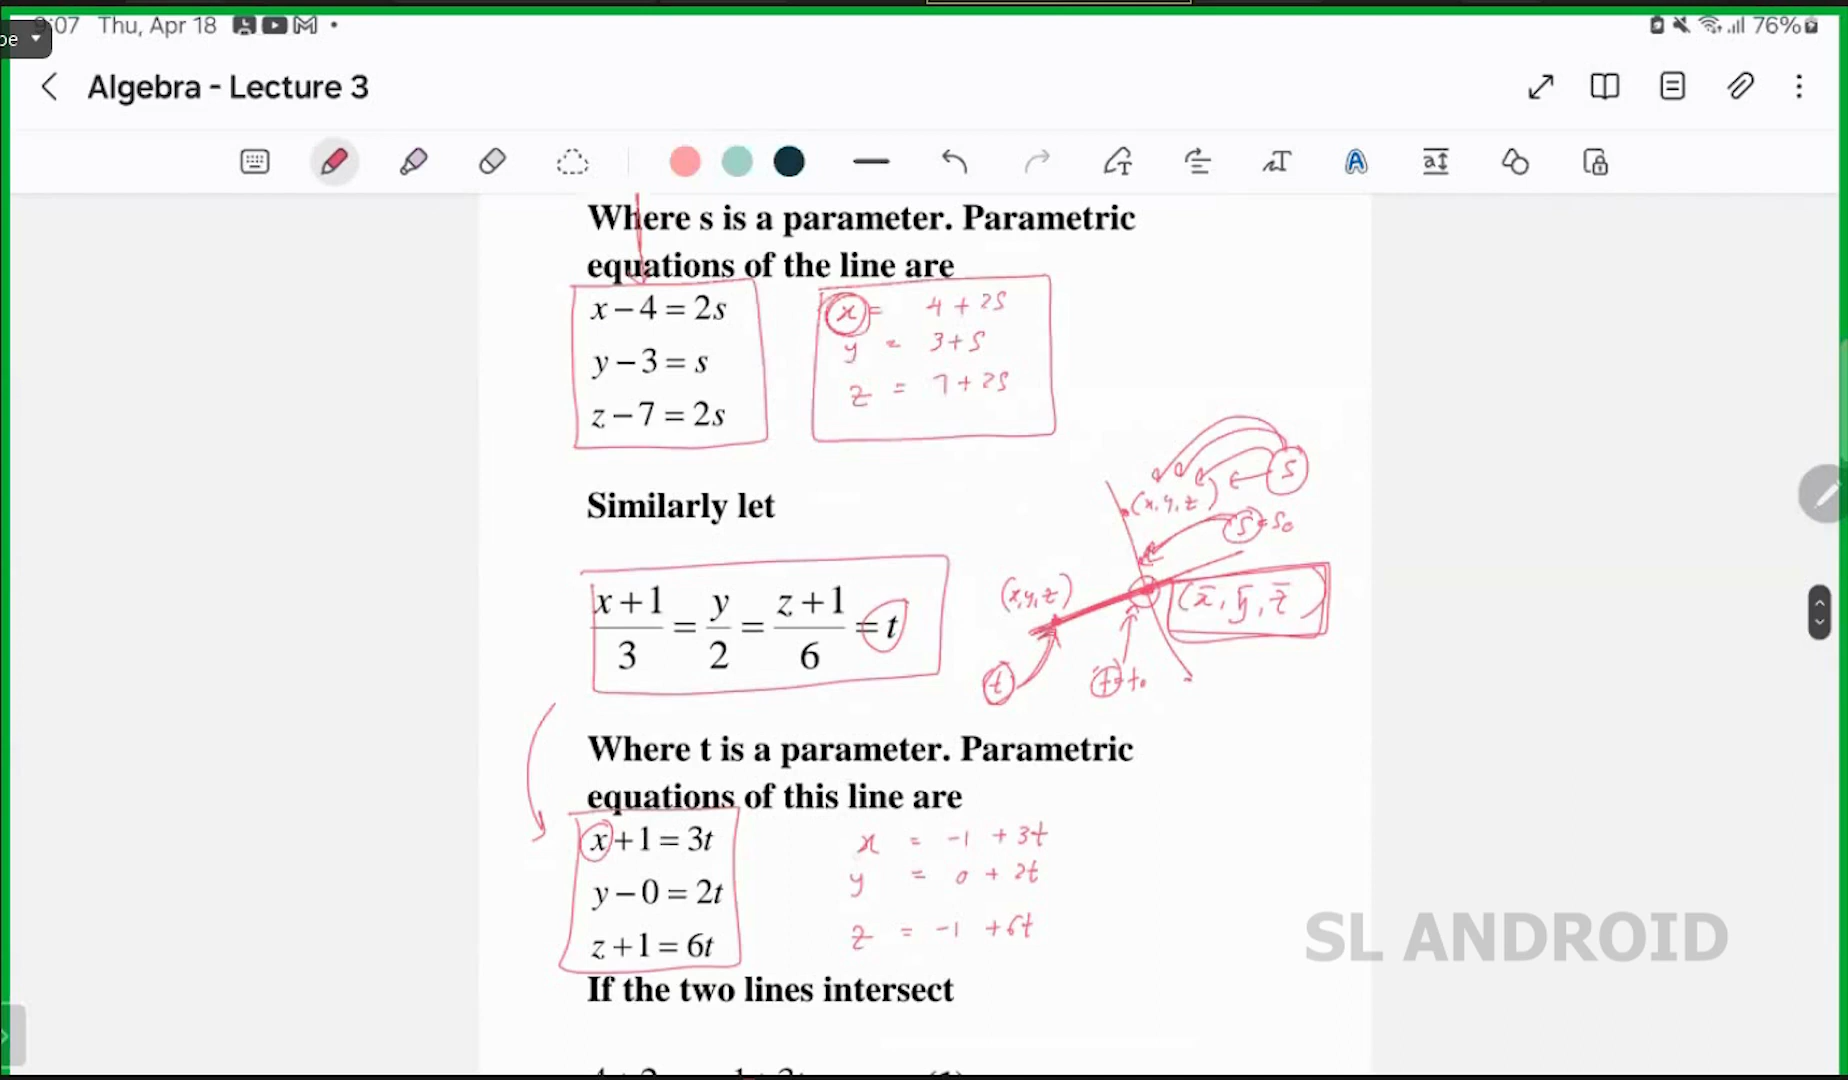 9:07 Thu, Apr 18 76%
pe
Algebra - Lecture 3
Where s is a parameter. Parametric
equations of the line are
x − 4 = 2s
y − 3 = s
z − 7 = 2s
x = 4 + 2s
y = 3 + s
z = 7 + 2s
Similarly let
(x+1)/3 = y/2 = (z+1)/6 = t
s
(x, y, z)
s = s₀
(x, y, z)
(x̄, ȳ, z̄)
t
t = t₀
Where t is a parameter. Parametric
equations of this line are
x + 1 = 3t
y − 0 = 2t
z + 1 = 6t
x = -1 + 3t
y = 0 + 2t
z = -1 + 6t
SL ANDROID
If the two lines intersect